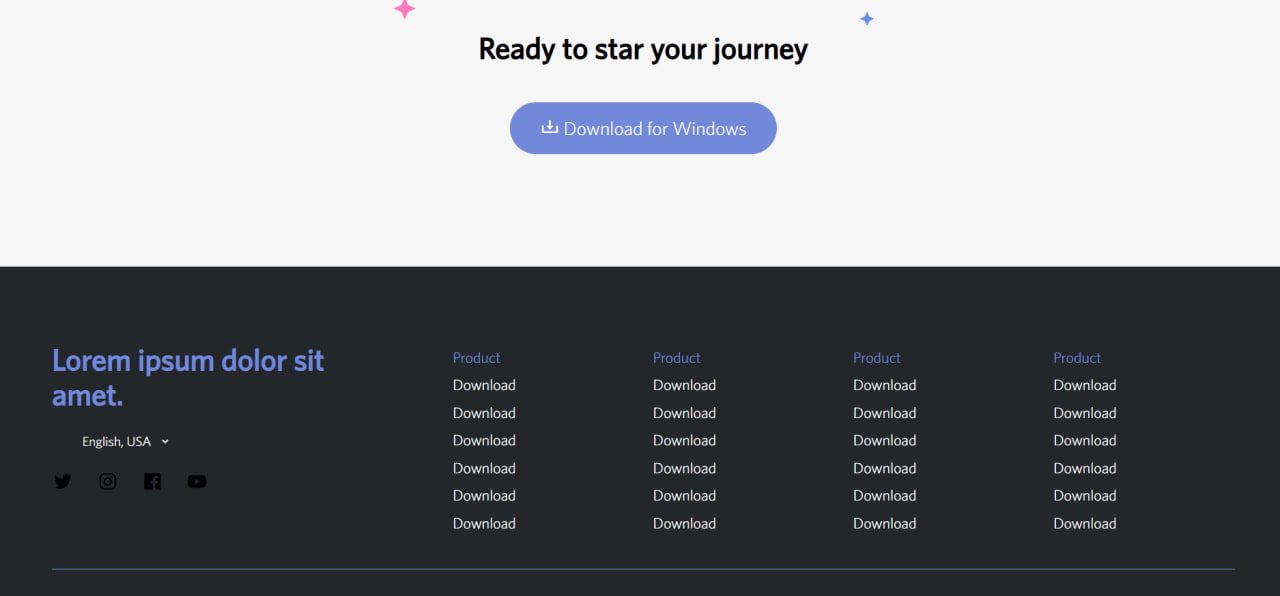 Ready to star your journey
Download for Windows
Lorem ipsum dolor sit
amet.
English, USA
Product
Download
Download
Download
Download
Download
Download
Product
Download
Download
Download
Download
Download
Download
Product
Download
Download
Download
Download
Download
Download
Product
Download
Download
Download
Download
Download
Download